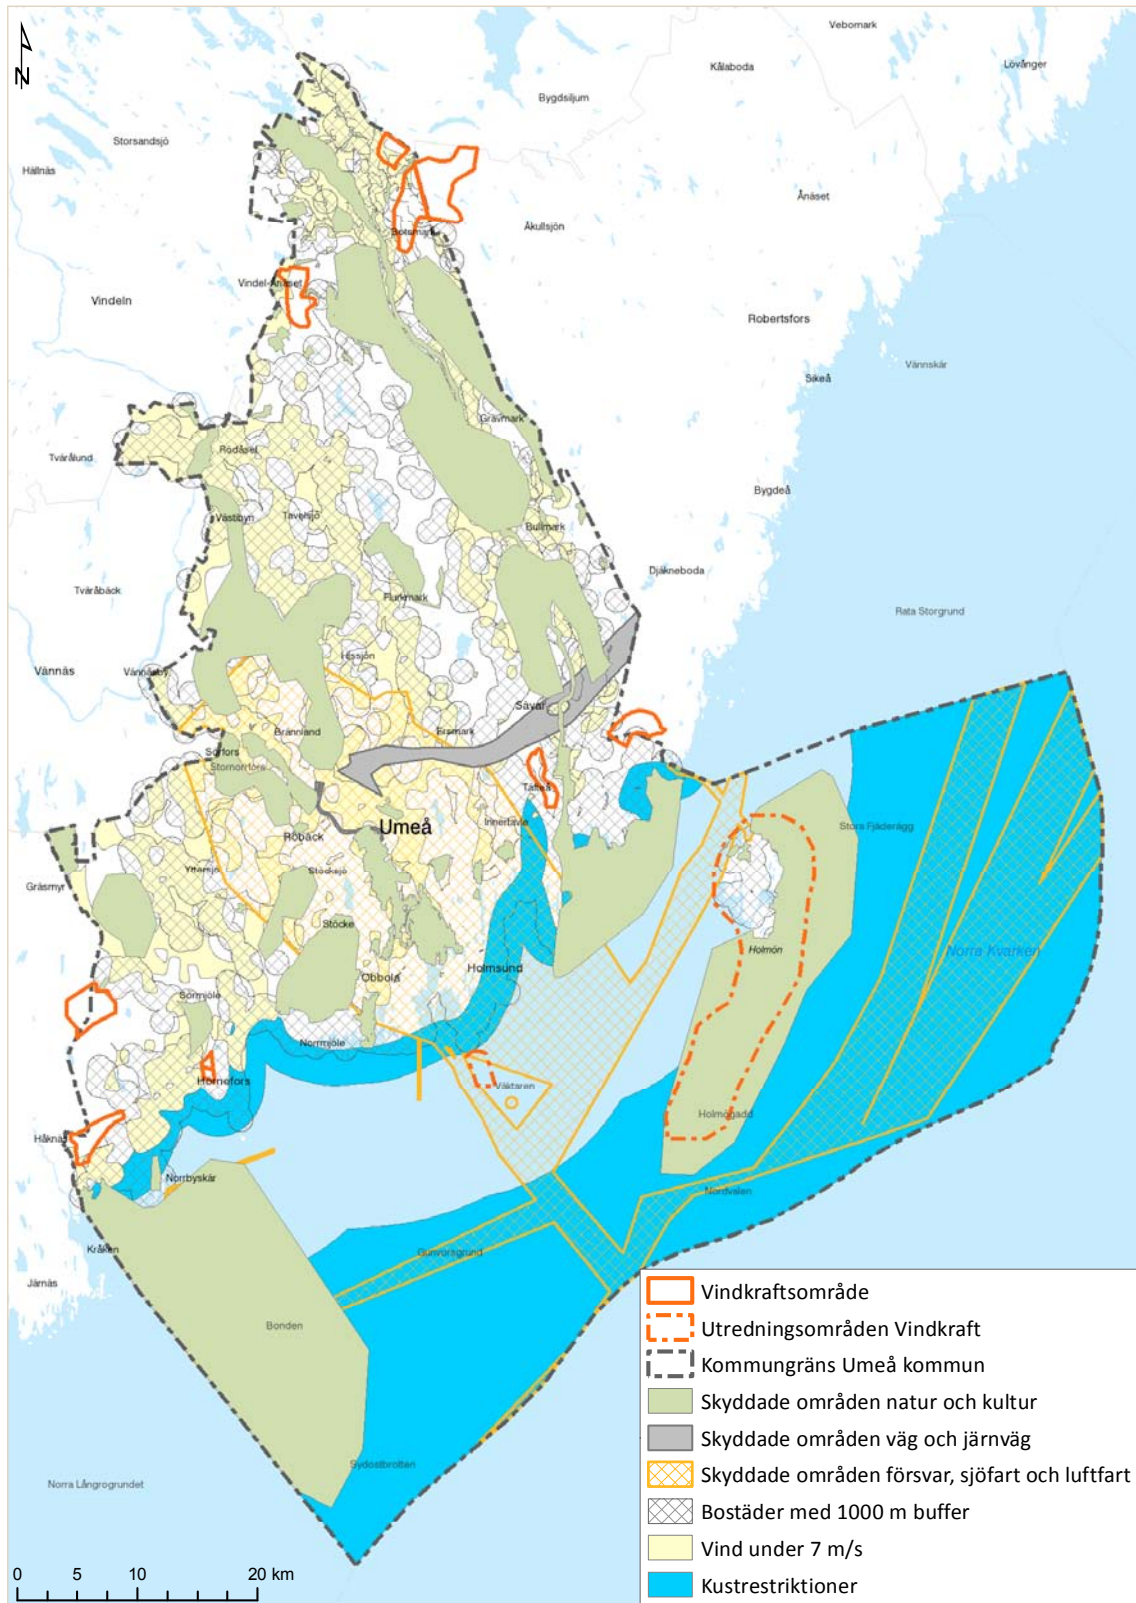 Vebomark
Lövånger
Kålaboda
Bygdsiljum
Storsandsjö
Hällnäs
Ånäset
Åkullsjön
Botsmark
Vindel-Ånäset
Vindeln
Robertsfors
Vännskär
Sikeå
Gravmark
Tvärålund
Rödåset
Bygdeå
Västibyn
Tavelsjö
Bullmark
Djäkneboda
Tväråbäck
Flurkmark
Rata Storgrund
Hissjön
Vännäs
Vännäsby
Sävar
Brännland
Ersmark
Sörfors
Stornorrfors
Täfteå
Innertavle
Umeå
Röbäck
Stora Fjäderägg
Yttersjö
Stöcksjö
Gräsmyr
Stöcke
Holmön
Norra Kvarken
Obbola
Holmsund
Sörmjöle
Norrmjöle
Hörnefors
Väktaren
Holmögadd
Håknäs
Norrbyskär
Nordvalen
Kråken
Gunvorsgrund
Järnäs
Bonden
Sydostbrotten
Norra Långrogrundet
N
0 5 10 20 km
Vindkraftsområde
Utredningsområden Vindkraft
Kommungräns Umeå kommun
Skyddade områden natur och kultur
Skyddade områden väg och järnväg
Skyddade områden försvar, sjöfart och luftfart
Bostäder med 1000 m buffer
Vind under 7 m/s
Kustrestriktioner